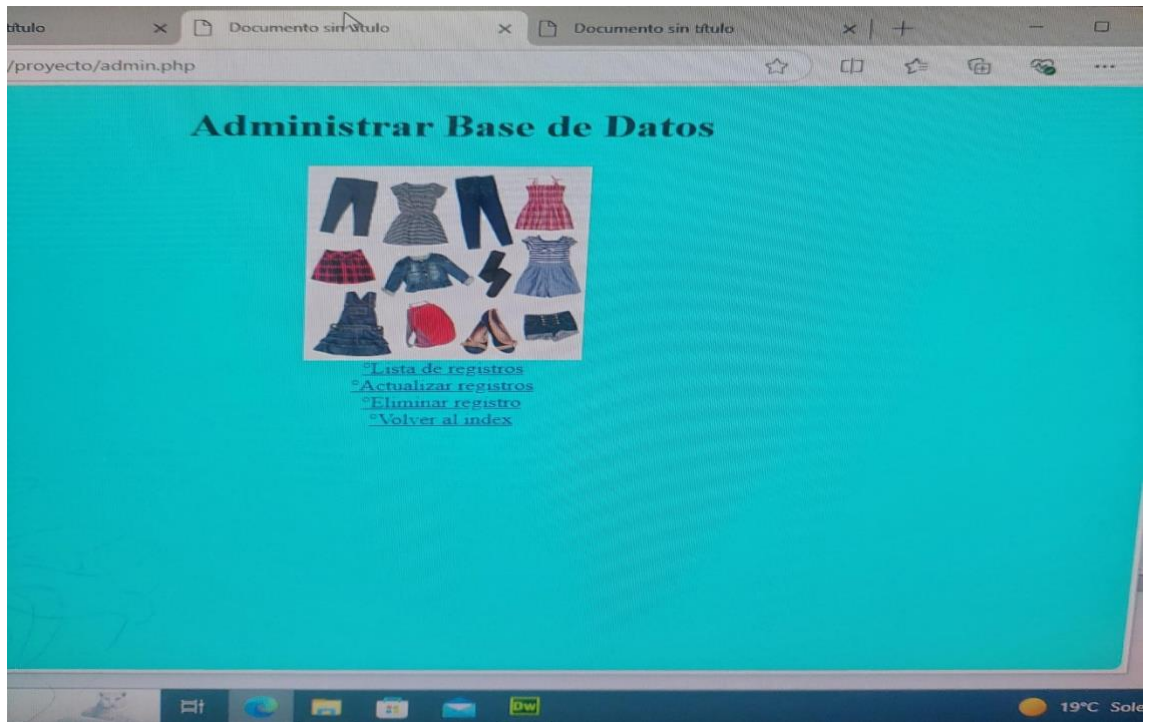 título
Documento sin título
Documento sin título
/proyecto/admin.php
Administrar Base de Datos
°Lista de registros
°Actualizar registros
°Eliminar registro
°Volver al index
Dw
19°C Sole